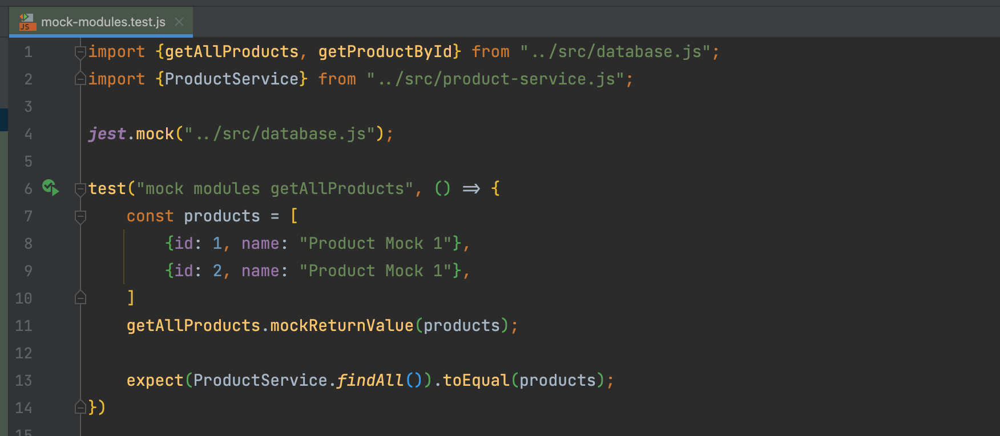 mock-modules.test.js
1 import {getAllProducts, getProductById} from "../src/database.js";
2 import {ProductService} from "../src/product-service.js";
3
4 jest.mock("../src/database.js");
5
6 test("mock modules getAllProducts", () => {
7 const products = [
8 {id: 1, name: "Product Mock 1"},
9 {id: 2, name: "Product Mock 1"},
10 ]
11 getAllProducts.mockReturnValue(products);
12
13 expect(ProductService.findAll()).toEqual(products);
14 })
15